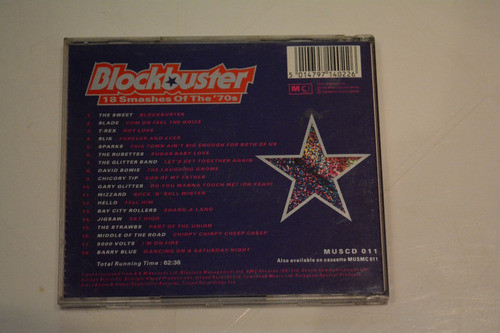 Blockbuster
18 Smashes Of The '70s
5 014797 140226
MCI
1 THE SWEET BLOCKBUSTER
2 SLADE CUM ON FEEL THE NOIZE
3 T-REX HOT LOVE
4 SLIK FOREVER AND EVER
5 SPARKS THIS TOWN AIN'T BIG ENOUGH FOR BOTH OF US
6 THE RUBETTES SUGAR BABY LOVE
7 THE GLITTER BAND LET'S GET TOGETHER AGAIN
8 DAVID BOWIE THE LAUGHING GNOME
9 CHICORY TIP SON OF MY FATHER
10 GARY GLITTER DO YOU WANNA TOUCH ME? (OH YEAH)
11 WIZZARD ROCK 'N' ROLL WINTER
12 HELLO TELL HIM
13 BAY CITY ROLLERS SHANG-A-LANG
14 JIGSAW SKY HIGH
15 THE STRAWBS PART OF THE UNION
16 MIDDLE OF THE ROAD CHIRPY CHIRPY CHEEP CHEEP
17 5000 VOLTS I'M ON FIRE
18 BARRY BLUE DANCING ON A SATURDAY NIGHT
Total Running Time : 62:36
MUSCD 011
Also available on cassette MUSMC 011